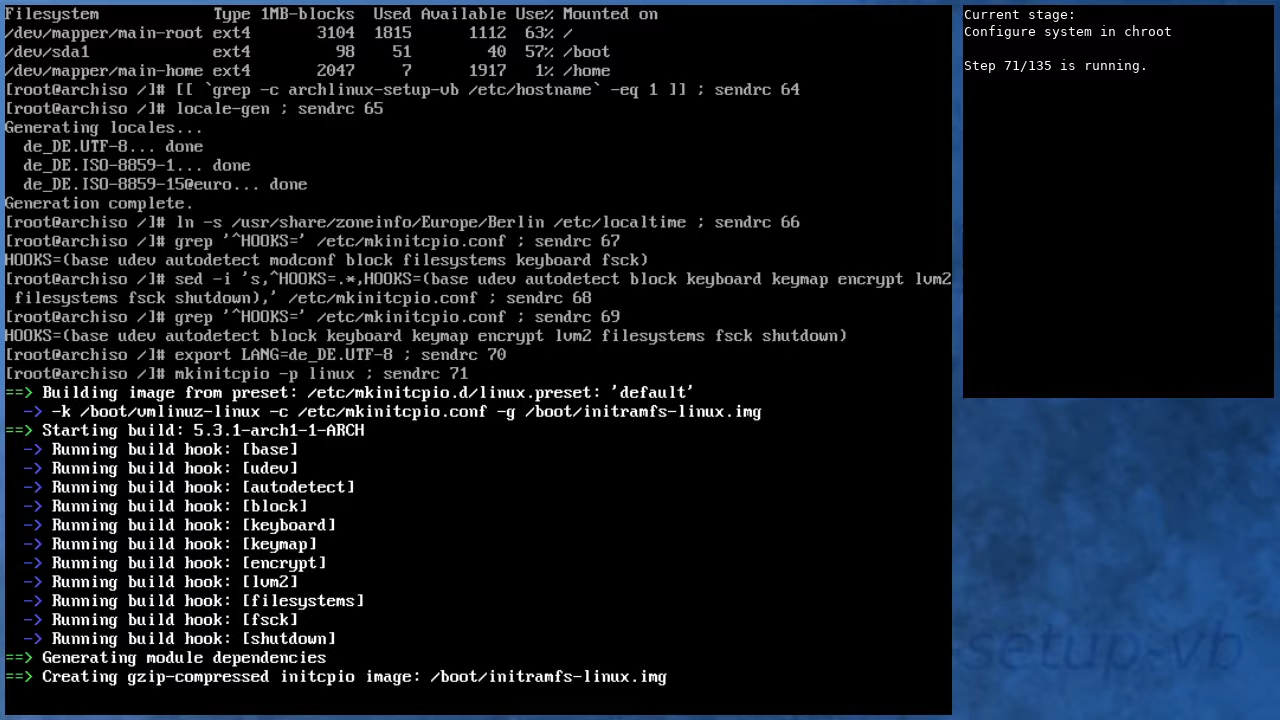 Filesystem Type 1MB-blocks Used Available Use% Mounted on
/dev/mapper/main-root ext4 3104 1815 1112 63% /
/dev/sda1 ext4 98 51 40 57% /boot
/dev/mapper/main-home ext4 2047 7 1917 1% /home
[root@archiso /]# [[ `grep -c archlinux-setup-vb /etc/hostname` -eq 1 ]] ; sendrc 64
[root@archiso /]# locale-gen ; sendrc 65
Generating locales...
de_DE.UTF-8... done
de_DE.ISO-8859-1... done
de_DE.ISO-8859-15@euro... done
Generation complete.
[root@archiso /]# ln -s /usr/share/zoneinfo/Europe/Berlin /etc/localtime ; sendrc 66
[root@archiso /]# grep '^HOOKS=' /etc/mkinitcpio.conf ; sendrc 67
HOOKS=(base udev autodetect modconf block filesystems keyboard fsck)
[root@archiso /]# sed -i 's,^HOOKS=.*,HOOKS=(base udev autodetect block keyboard keymap encrypt lvm2
filesystems fsck shutdown),' /etc/mkinitcpio.conf ; sendrc 68
[root@archiso /]# grep '^HOOKS=' /etc/mkinitcpio.conf ; sendrc 69
HOOKS=(base udev autodetect block keyboard keymap encrypt lvm2 filesystems fsck shutdown)
[root@archiso /]# export LANG=de_DE.UTF-8 ; sendrc 70
[root@archiso /]# mkinitcpio -p linux ; sendrc 71
==> Building image from preset: /etc/mkinitcpio.d/linux.preset: 'default'
-> -k /boot/vmlinuz-linux -c /etc/mkinitcpio.conf -g /boot/initramfs-linux.img
==> Starting build: 5.3.1-arch1-1-ARCH
-> Running build hook: [base]
-> Running build hook: [udev]
-> Running build hook: [autodetect]
-> Running build hook: [block]
-> Running build hook: [keyboard]
-> Running build hook: [keymap]
-> Running build hook: [encrypt]
-> Running build hook: [lvm2]
-> Running build hook: [filesystems]
-> Running build hook: [fsck]
-> Running build hook: [shutdown]
==> Generating module dependencies
==> Creating gzip-compressed initcpio image: /boot/initramfs-linux.img
Current stage:
Configure system in chroot
Step 71/135 is running.
setup-vb